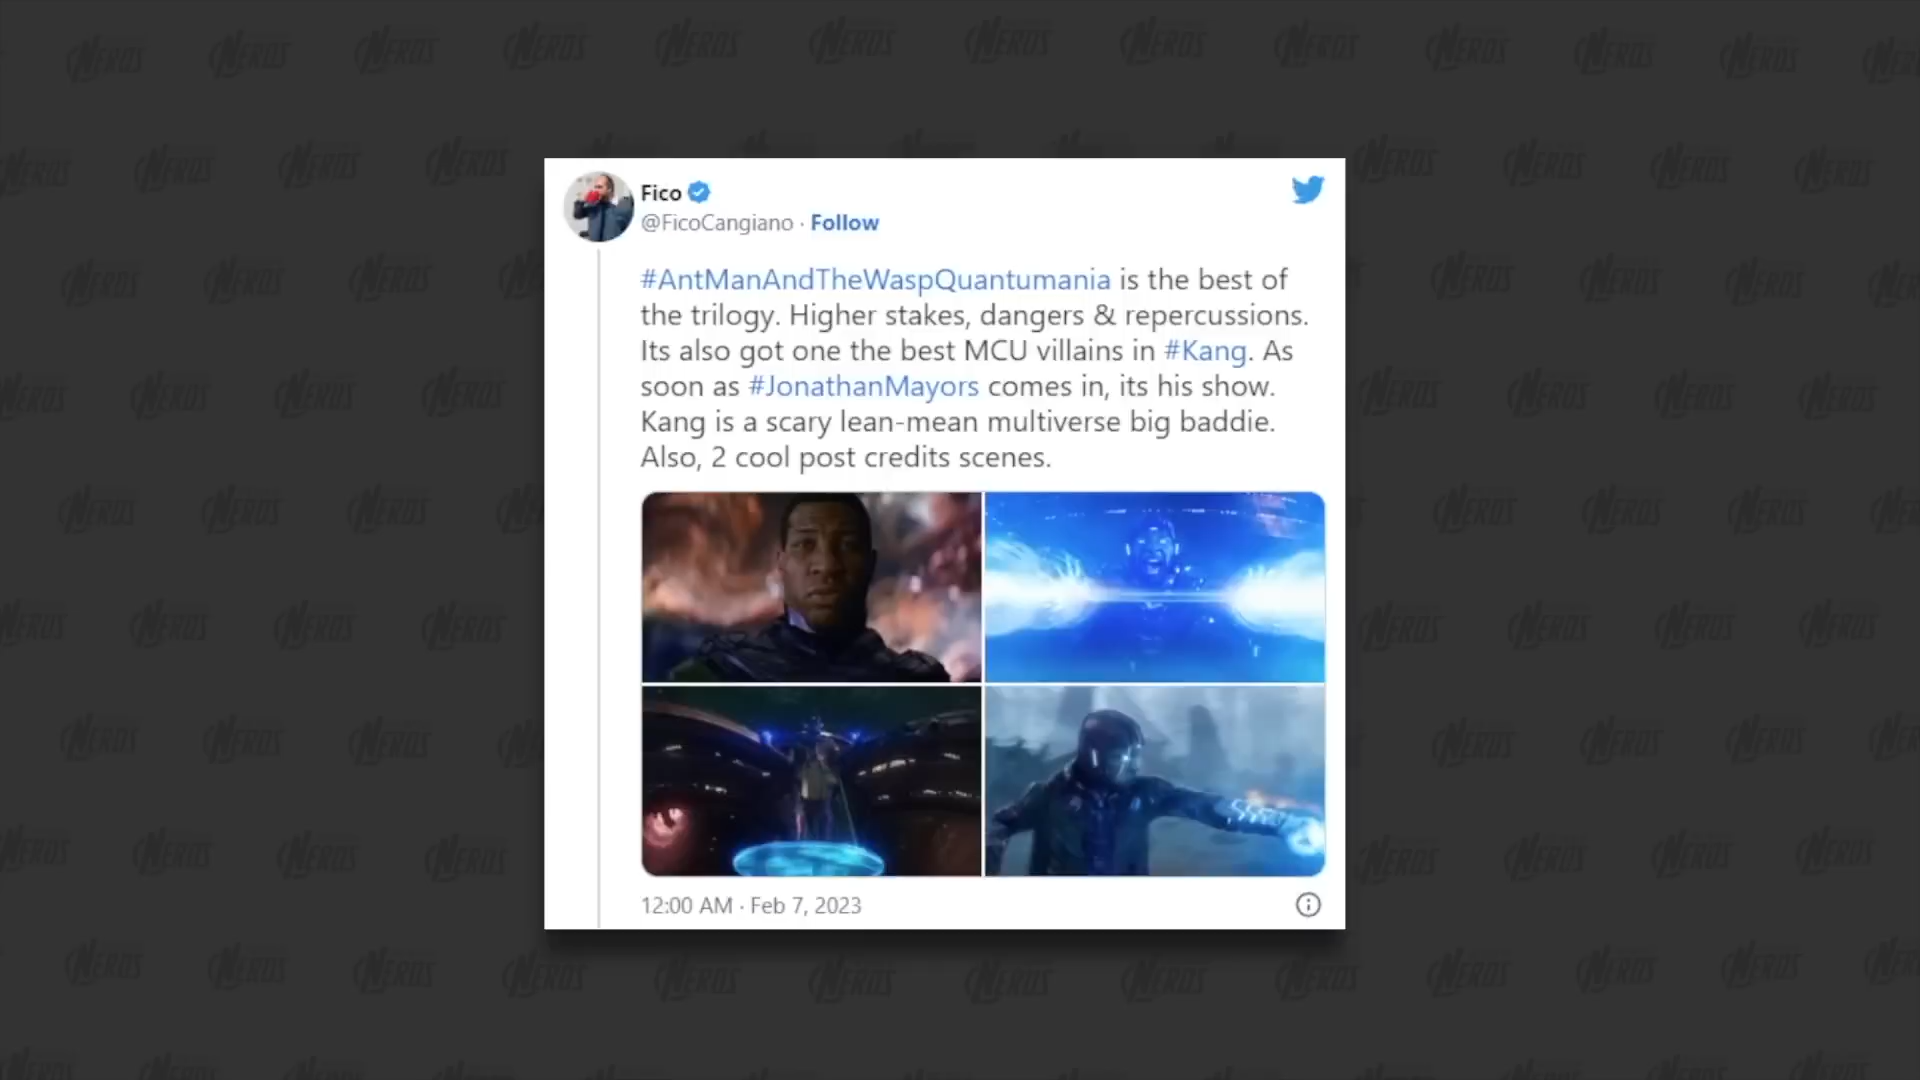 Fico
@FicoCangiano · Follow
#AntManAndTheWaspQuantumania is the best of
the trilogy. Higher stakes, dangers & repercussions.
Its also got one the best MCU villains in #Kang. As
soon as #JonathanMayors comes in, its his show.
Kang is a scary lean-mean multiverse big baddie.
Also, 2 cool post credits scenes.
12:00 AM · Feb 7, 2023